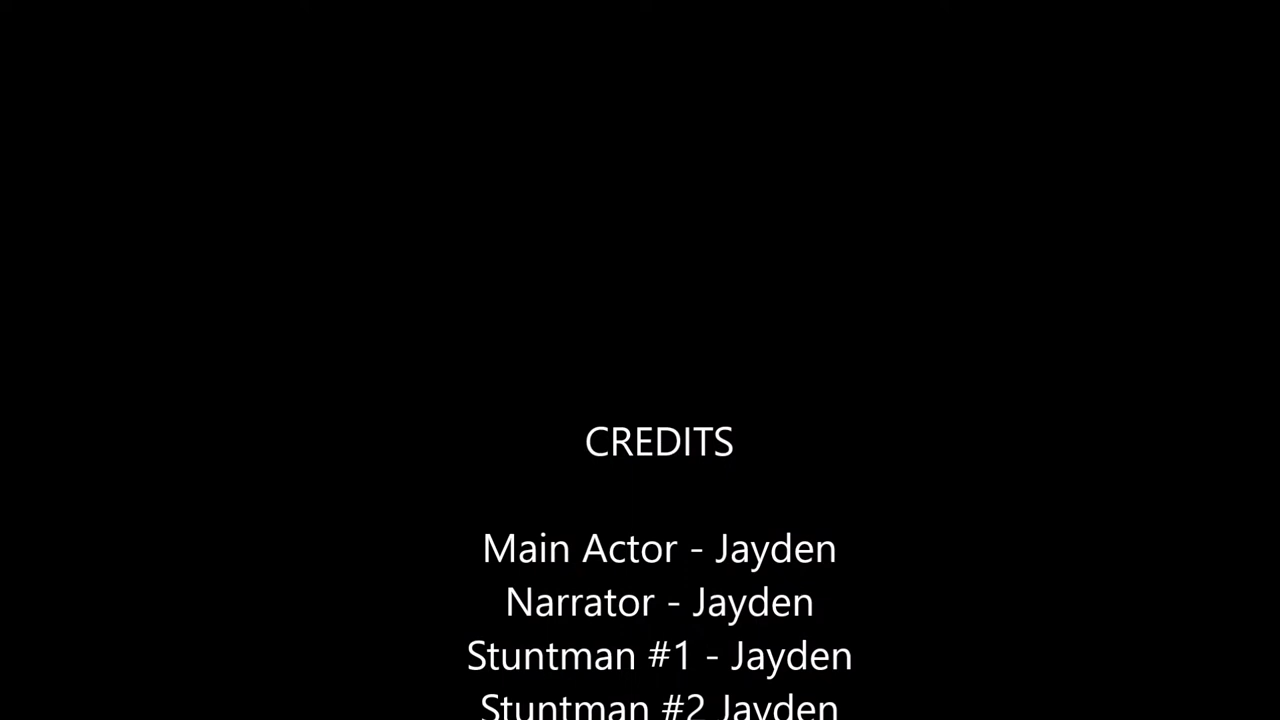 CREDITS
Main Actor - Jayden
Narrator - Jayden
Stuntman #1 - Jayden
Stuntman #2 Jayden